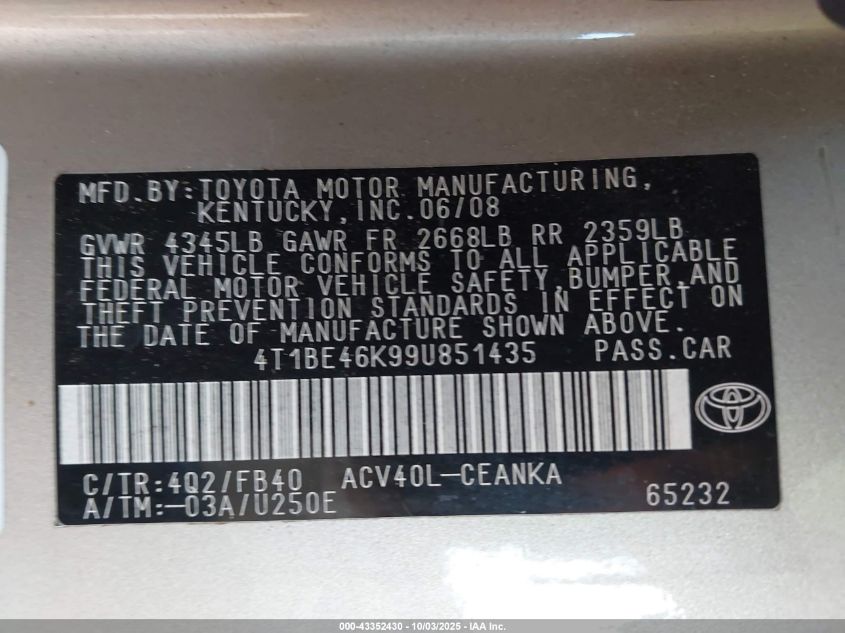 MFD.BY:TOYOTA MOTOR MANUFACTURING,
KENTUCKY,INC.06/08
GVWR 4345LB GAWR FR 2668LB RR 2359LB
THIS VEHICLE CONFORMS TO ALL APPLICABLE
FEDERAL MOTOR VEHICLE SAFETY,BUMPER,AND
THEFT PREVENTION STANDARDS IN EFFECT ON
THE DATE OF MANUFACTURE SHOWN ABOVE.
4T1BE46K99U851435 PASS.CAR
C/TR:4Q2/FB40 ACV40L-CEANKA
A/TM:-03A/U250E 65232
000-43352430 - 10/03/2025 - IAA Inc.